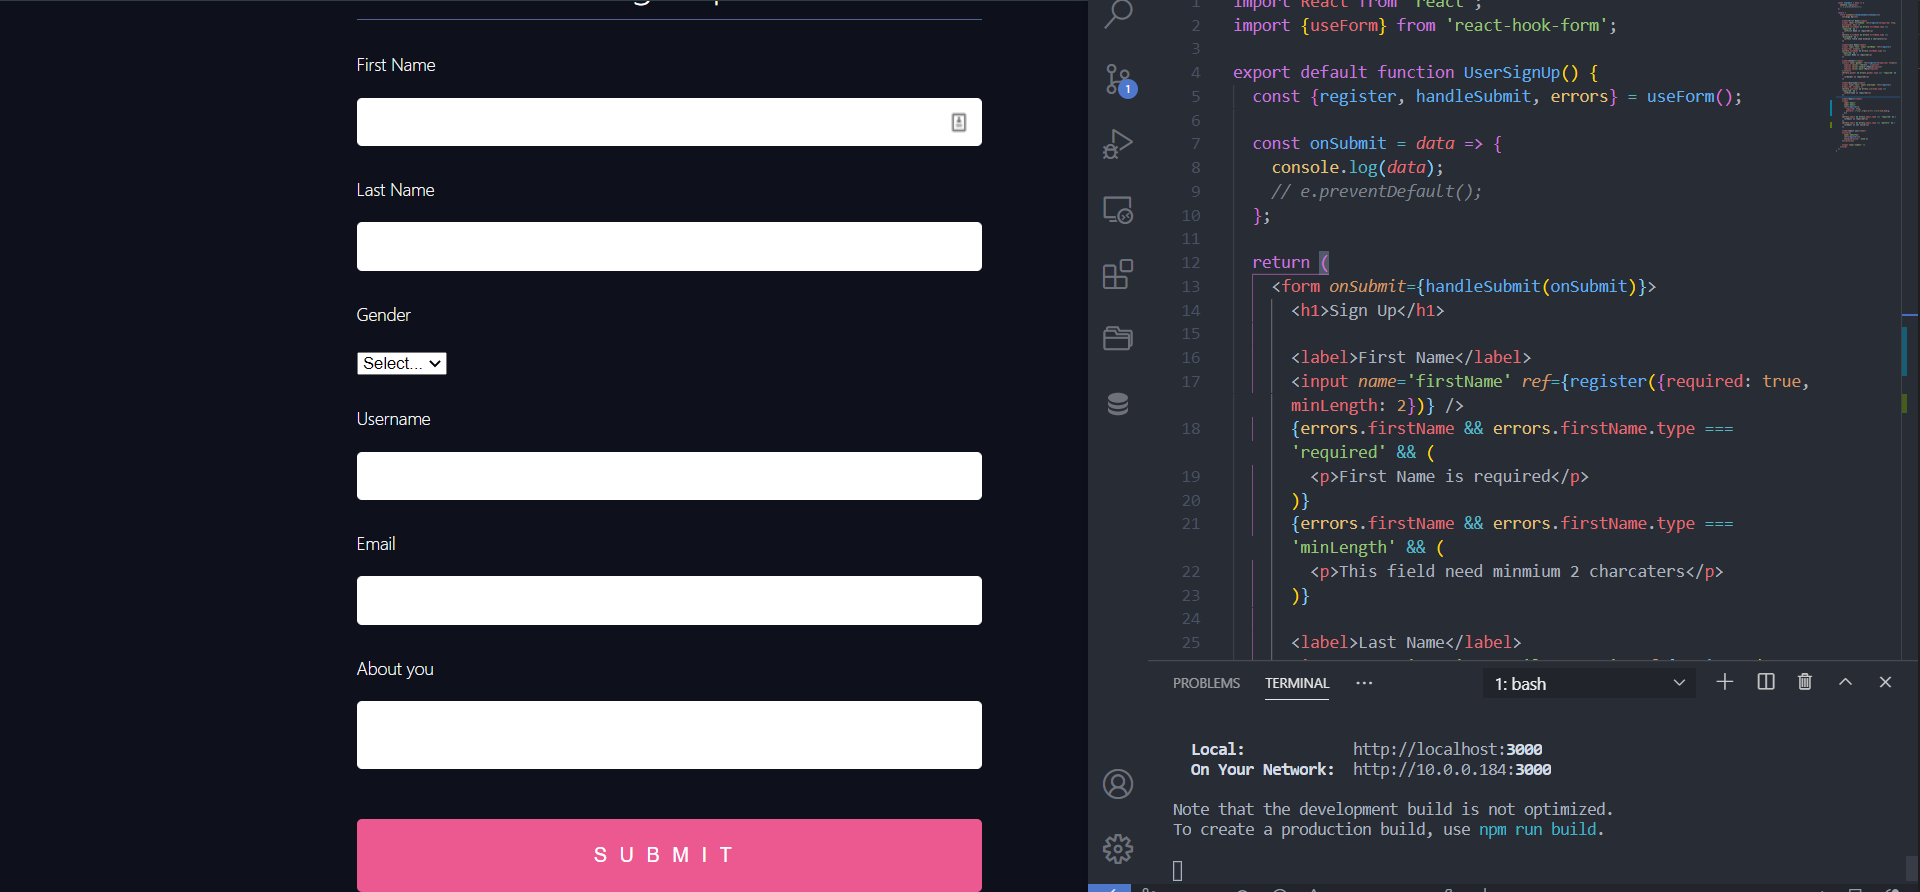 First Name
Last Name
Gender
Select...
Username
Email
About you
SUBMIT
1
1 import React from 'react';
2 import {useForm} from 'react-hook-form';
3
4 export default function UserSignUp() {
5 const {register, handleSubmit, errors} = useForm();
6
7 const onSubmit = data => {
8 console.log(data);
9 // e.preventDefault();
10 };
11
12 return (
13 <form onSubmit={handleSubmit(onSubmit)}>
14 <h1>Sign Up</h1>
15
16 <label>First Name</label>
17 <input name='firstName' ref={register({required: true,
minLength: 2})} />
18 {errors.firstName && errors.firstName.type ===
'required' && (
19 <p>First Name is required</p>
20 )}
21 {errors.firstName && errors.firstName.type ===
'minLength' && (
22 <p>This field need minmium 2 charcaters</p>
23 )}
24
25 <label>Last Name</label>
PROBLEMS TERMINAL ... 1: bash
Local: http://localhost:3000
On Your Network: http://10.0.0.184:3000
Note that the development build is not optimized.
To create a production build, use npm run build.